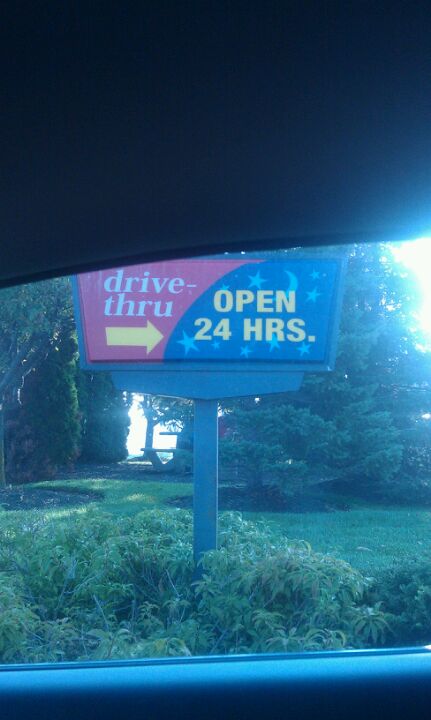 drive-
thru
OPEN
24 HRS.